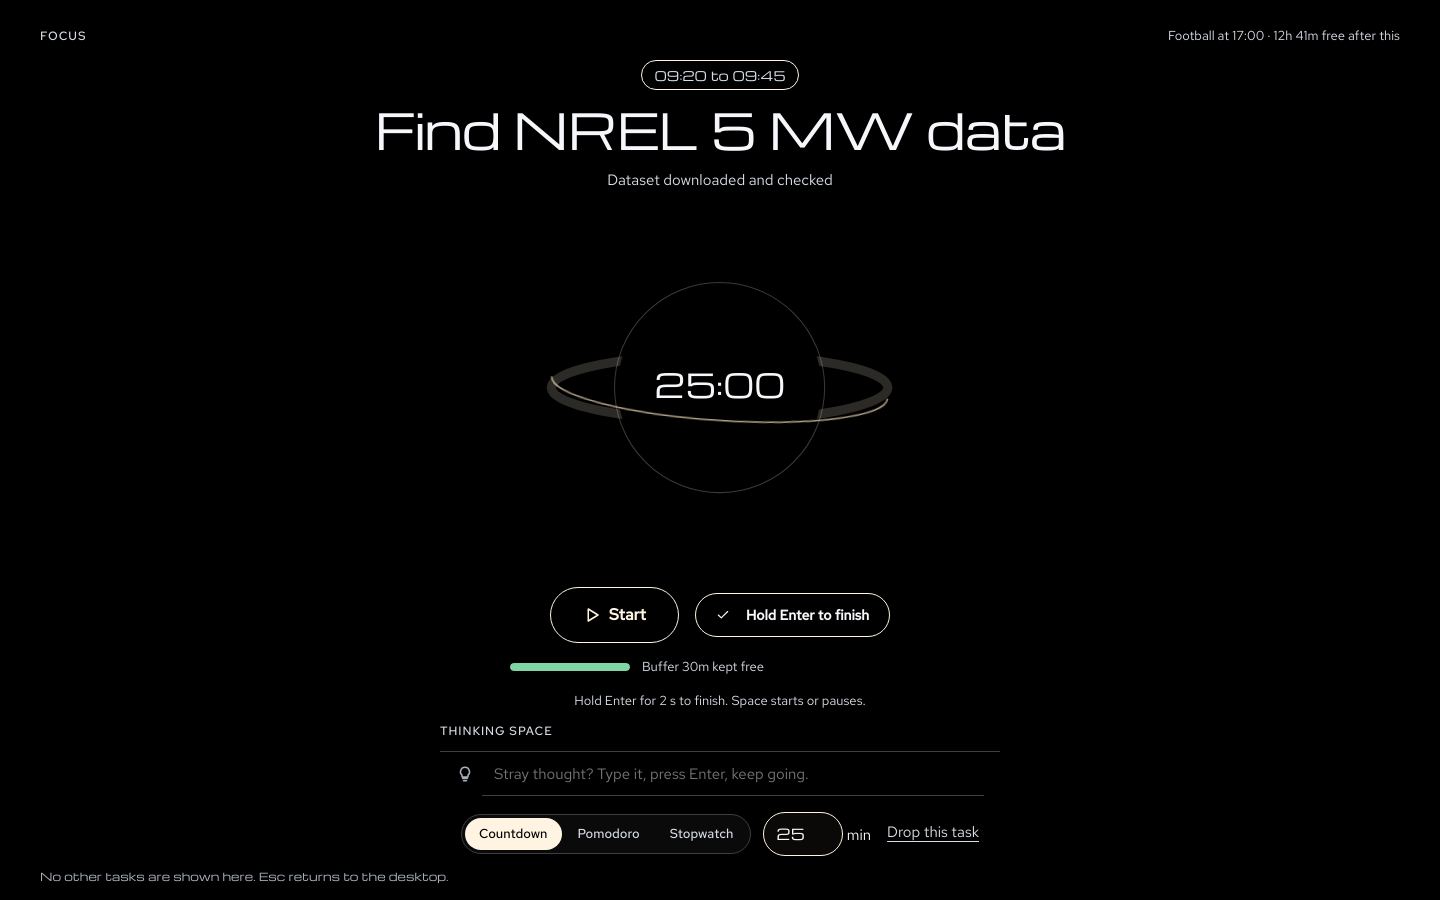 FOCUS
Football at 17:00 · 12h 41m free after this
09:20 to 09:45
Find NREL 5 MW data
Dataset downloaded and checked
25:00
Start
Hold Enter to finish
Buffer 30m kept free
Hold Enter for 2 s to finish. Space starts or pauses.
THINKING SPACE
Stray thought? Type it, press Enter, keep going.
Countdown Pomodoro Stopwatch 25 min Drop this task
No other tasks are shown here. Esc returns to the desktop.